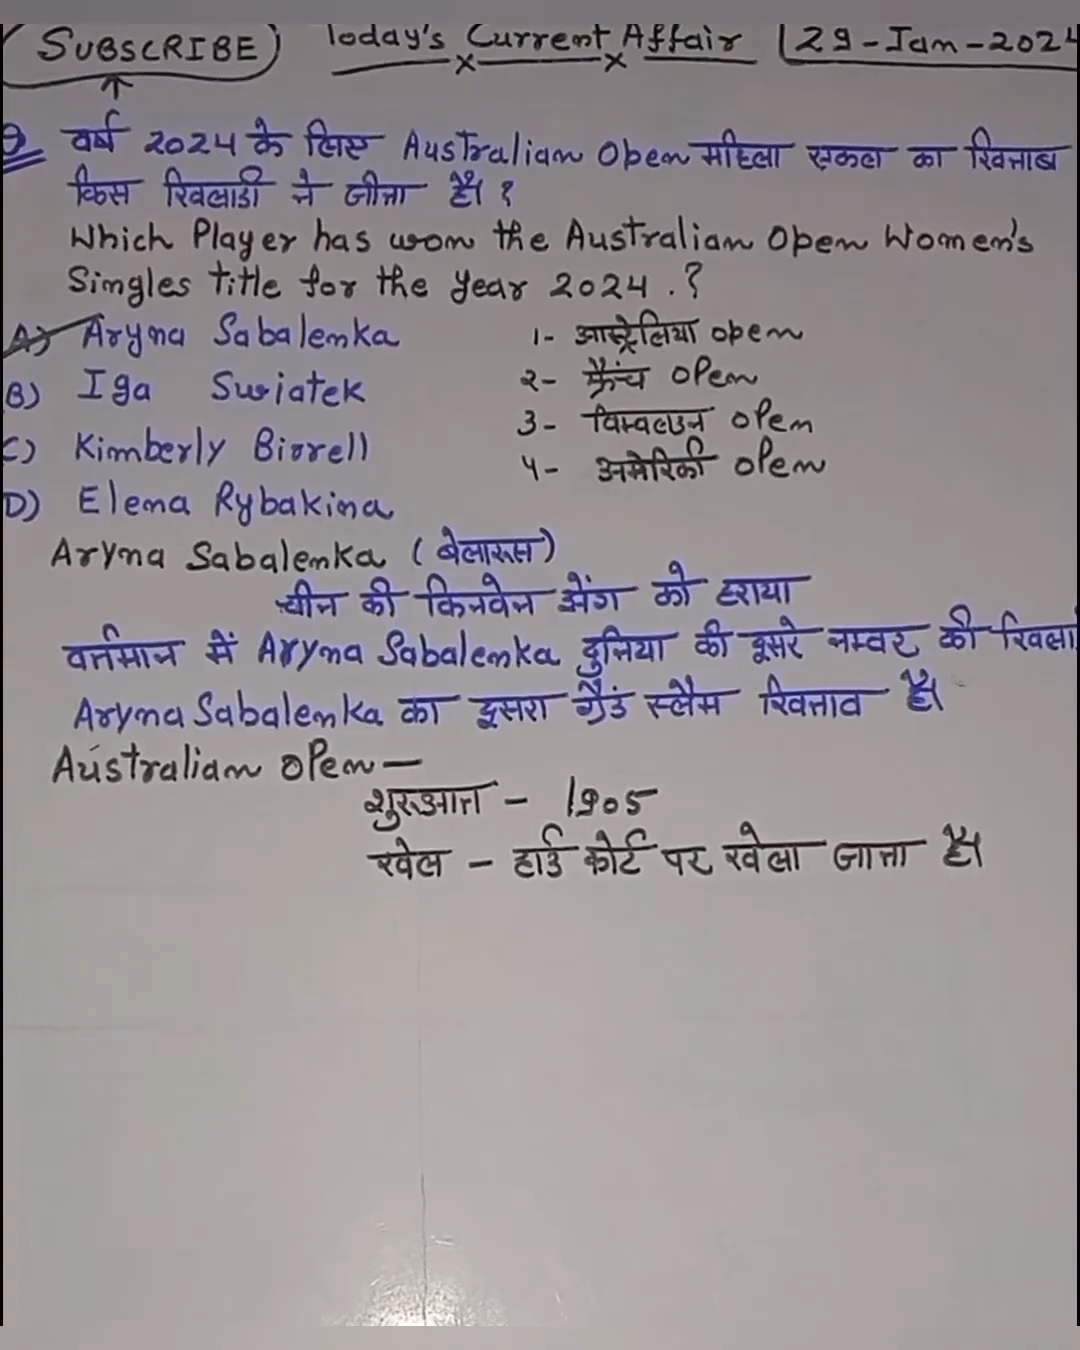 SUBSCRIBE Today's Current Affair 29-Jan-2024
Q वर्ष 2024 के लिए Australian Open महिला एकल का खिताब
किस खिलाडी ने जीता है ?
Which Player has won the Australian Open Women's
Singles title for the year 2024 .?
A) Aryna Sabalenka
1- आस्ट्रेलिया open
B) Iga Swiatek
2- फ्रैंच open
C) Kimberly Birrell
3- विम्बलडन open
4- अमेरिकी open
D) Elena Rybakina
Aryna Sabalenka (बेलारूस)
चीन की किनवेन झेंग को हराया
वर्तमान में Aryna Sabalenka दुनिया की दूसरे नम्बर की
Aryna Sabalenka का दूसरा ग्रैंड स्लैम खिताव है।
Australian Open —
शुरुआत - 1905
खेल - हार्ड कोर्ट पर खेला जाता है।